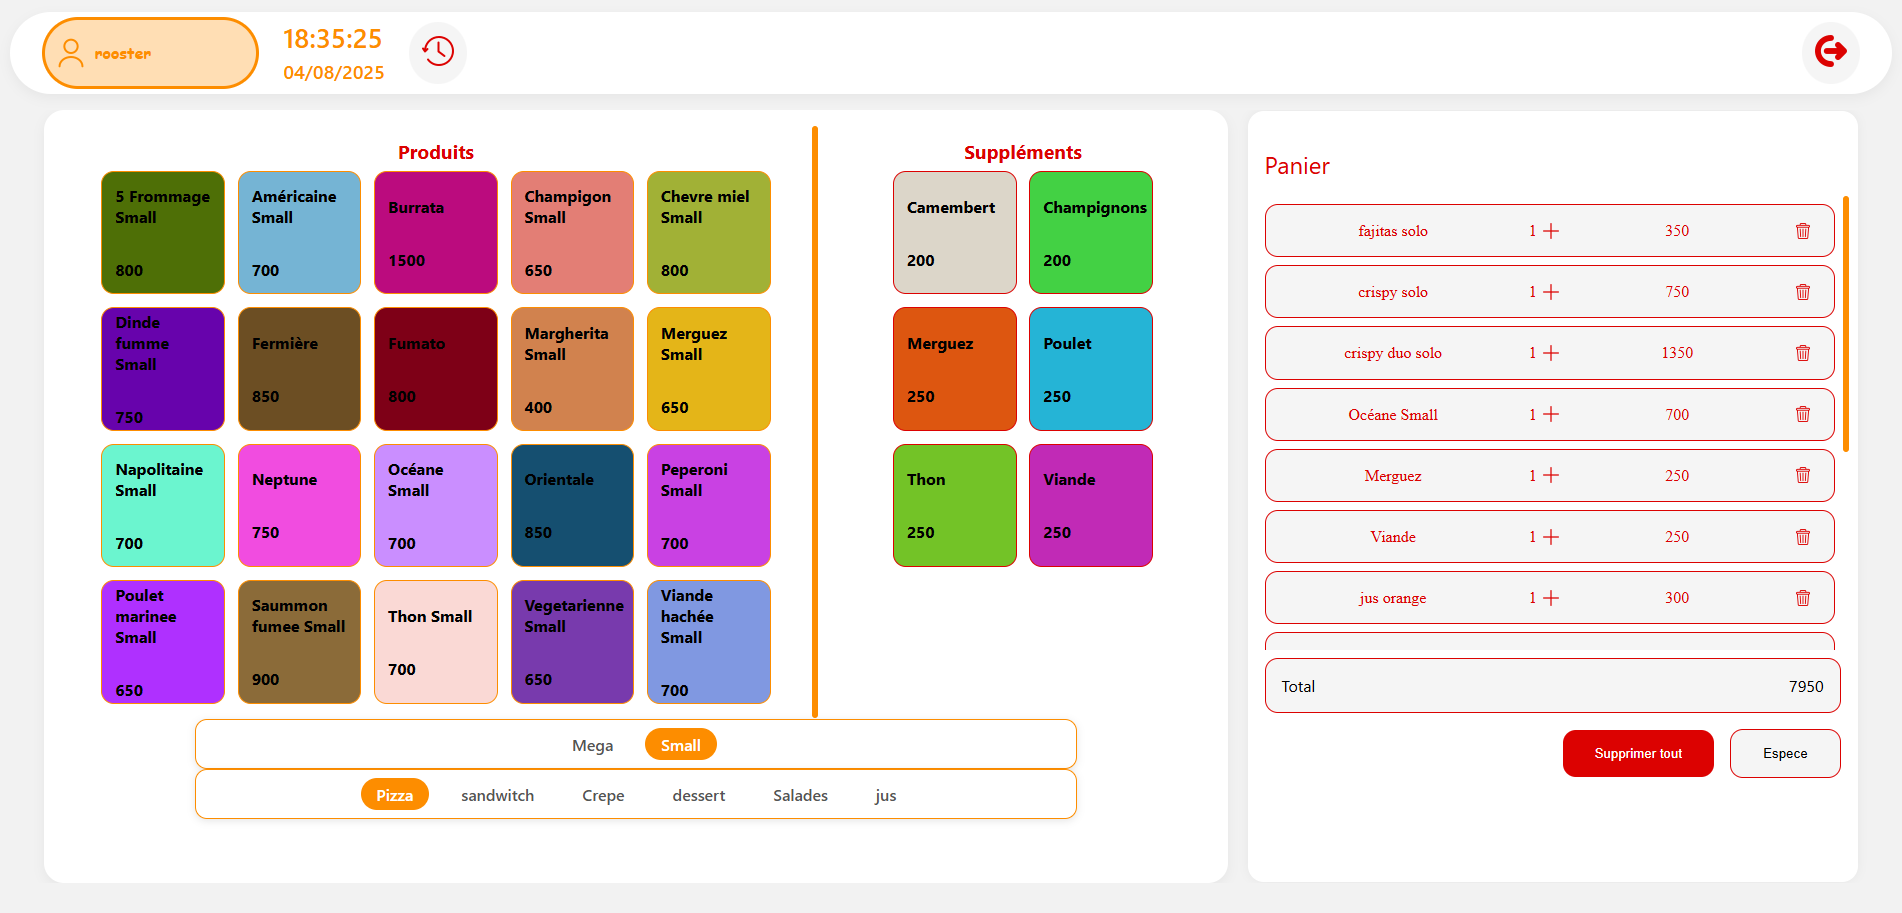 rooster
18:35:25
04/08/2025
Produits
5 Frommage
Small
800
Américaine
Small
700
Burrata
1500
Champigon
Small
650
Chevre miel
Small
800
Dinde
fumme
Small
750
Fermière
850
Fumato
800
Margherita
Small
400
Merguez
Small
650
Napolitaine
Small
700
Neptune
750
Océane
Small
700
Orientale
850
Peperoni
Small
700
Poulet
marinee
Small
650
Saummon
fumee Small
900
Thon Small
700
Vegetarienne
Small
650
Viande
hachée
Small
700
Suppléments
Camembert
200
Champignons
200
Merguez
250
Poulet
250
Thon
250
Viande
250
Mega Small
Pizza sandwitch Crepe dessert Salades jus
Panier
fajitas solo 1 + 350
crispy solo 1 + 750
crispy duo solo 1 + 1350
Océane Small 1 + 700
Merguez 1 + 250
Viande 1 + 250
jus orange 1 + 300
Total 7950
Supprimer tout Espece